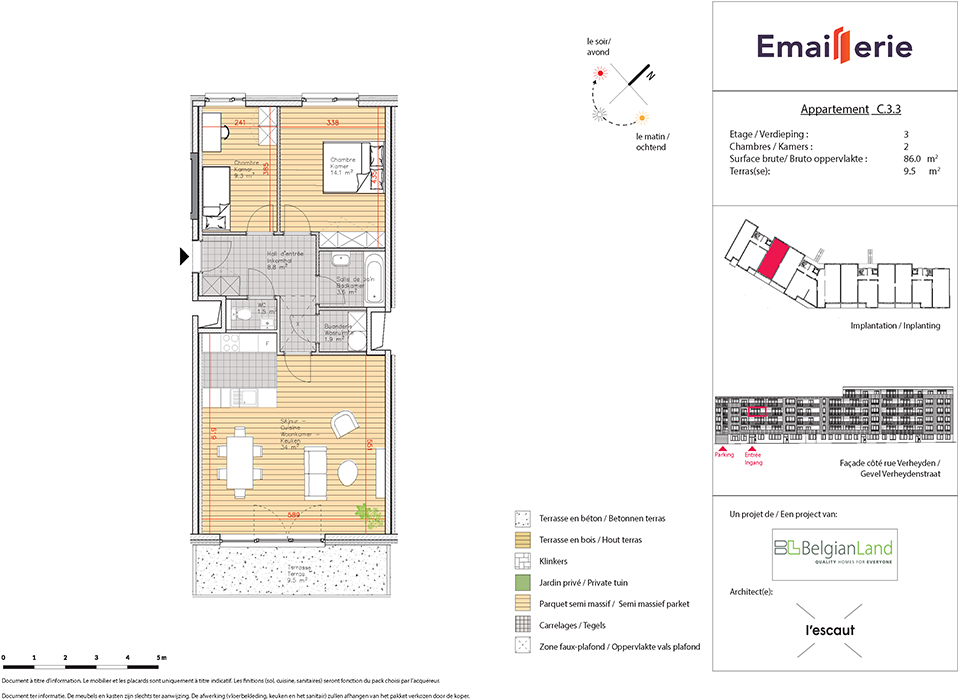 le soir/
avond
N
le matin /
ochtend
Emaillerie
Appartement C.3.3
Etage / Verdieping : 3
Chambres / Kamers : 2
Surface brute/ Bruto oppervlakte : 86.0 m²
Terras(se): 9.5 m²
241
338
385
Chambre
Kamer
9.3 m²
Chambre
Kamer
14,1 m²
435
Hall d'entrée
Inkomhal
8,8 m²
Salle de bain
Badkamer
3.6 m²
WC
1.5 m²
Buanderie
Wasruimte
1.9 m²
F
Séjour -
Cuisine
Woonkamer -
Keuken
34 m²
579
551
589
Terrasse
Terras
9.5 m²
Implantation / Inplanting
Parking
Entrée
Ingang
Façade côté rue Verheyden /
Gevel Verheydenstraat
Terrasse en béton / Betonnen terras
Terrasse en bois / Hout terras
Klinkers
Jardin privé / Private tuin
Parquet semi massif / Semi massief parket
Carrelages / Tegels
Zone faux-plafond / Oppervlakte vals plafond
Un projet de / Een project van:
BelgianLand
QUALITY HOMES FOR EVERYONE
Architect(e):
l'escaut
0 1 2 3 4 5 m
Document à titre d'information. Le mobilier et les placards sont uniquement à titre indicatif. Les finitions (sol, cuisine, sanitaires) seront fonction du pack choisi par l'acquéreur.
Document ter informatie. De meubels en kasten zijn slechts ter aanwijzing. De afwerking (vloerbekleding, keuken en het sanitair) zullen afhangen van het pakket verkozen door de koper.